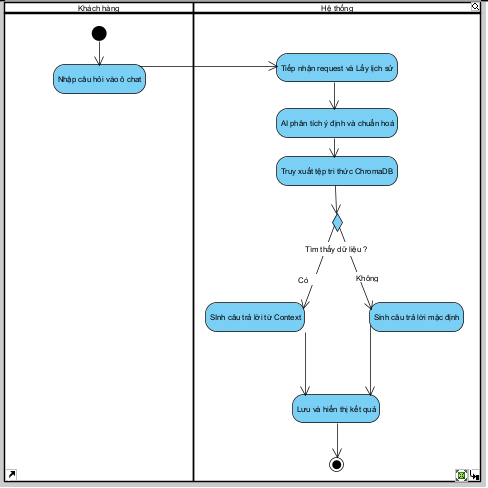 Khách hàng
Hệ thống
Nhập câu hỏi vào ô chat
Tiếp nhận request và Lấy lịch sử
AI phân tích ý định và chuẩn hoá
Truy xuất tệp tri thức ChromaDB
Tìm thấy dữ liệu ?
Có
Không
SInh câu trả lời từ Context
Sinh câu trả lời mặc định
Lưu và hiển thị kết quả